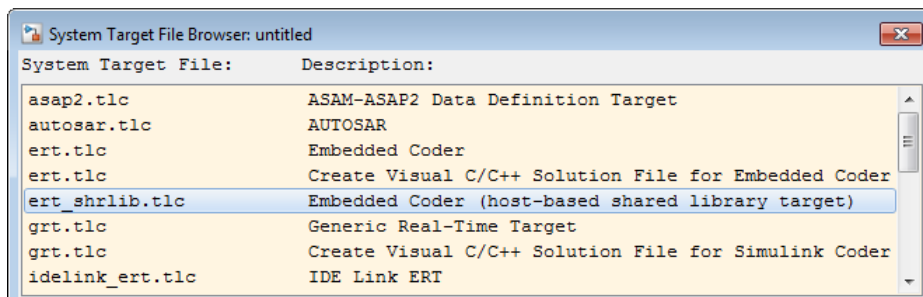 System Target File Browser: untitled
System Target File: Description:
asap2.tlc ASAM-ASAP2 Data Definition Target
autosar.tlc AUTOSAR
ert.tlc Embedded Coder
ert.tlc Create Visual C/C++ Solution File for Embedded Coder
ert_shrlib.tlc Embedded Coder (host-based shared library target)
grt.tlc Generic Real-Time Target
grt.tlc Create Visual C/C++ Solution File for Simulink Coder
idelink_ert.tlc IDE Link ERT